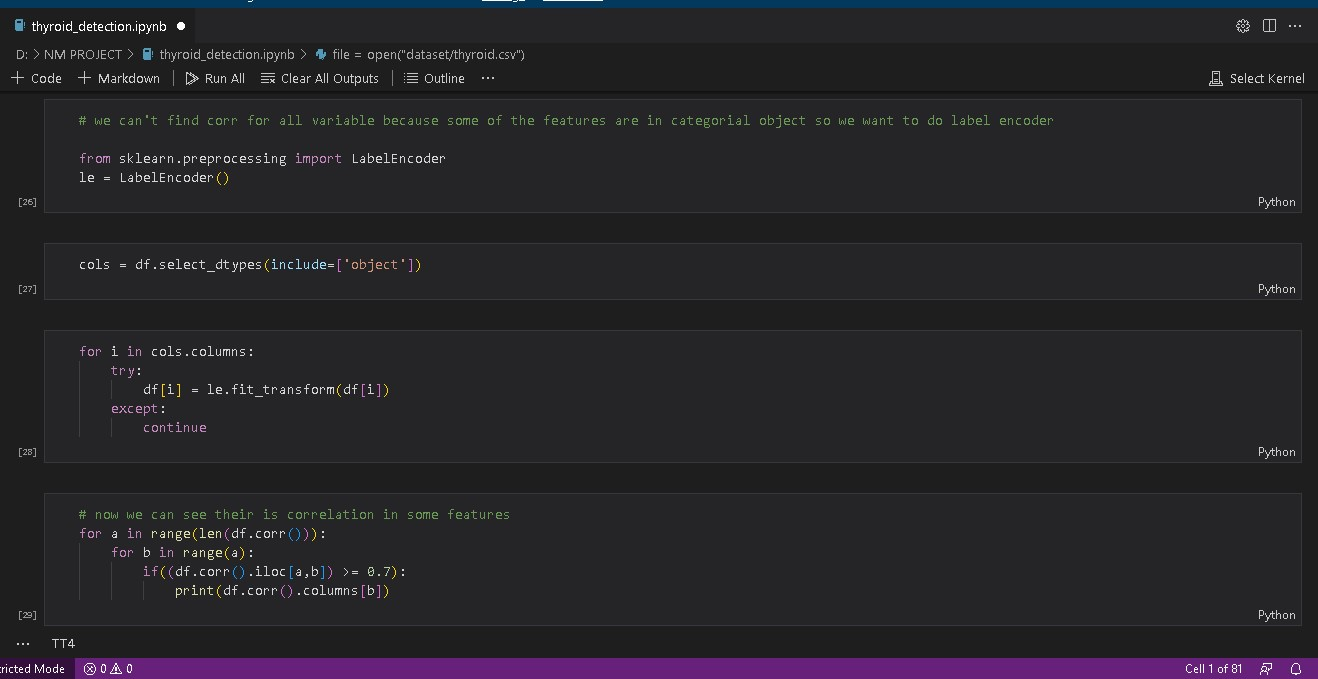 thyroid_detection.ipynb
D: > NM PROJECT > thyroid_detection.ipynb > file = open("dataset/thyroid.csv")
+ Code + Markdown Run All Clear All Outputs Outline ... Select Kernel
# we can't find corr for all variable because some of the features are in categorial object so we want to do label encoder
from sklearn.preprocessing import LabelEncoder
le = LabelEncoder()
[26] Python
cols = df.select_dtypes(include=['object'])
[27] Python
for i in cols.columns:
try:
df[i] = le.fit_transform(df[i])
except:
continue
[28] Python
# now we can see their is correlation in some features
for a in range(len(df.corr())):
for b in range(a):
if((df.corr().iloc[a,b]) >= 0.7):
print(df.corr().columns[b])
[29] Python
... TT4
tricted Mode 0 0 Cell 1 of 81